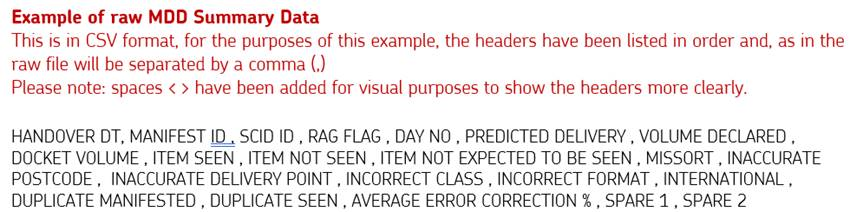 Example of raw MDD Summary Data
This is in CSV format, for the purposes of this example, the headers have been listed in order and, as in the
raw file will be separated by a comma (,)
Please note: spaces < > have been added for visual purposes to show the headers more clearly.
HANDOVER DT, MANIFEST ID , SCID ID , RAG FLAG , DAY NO , PREDICTED DELIVERY , VOLUME DECLARED ,
DOCKET VOLUME , ITEM SEEN , ITEM NOT SEEN , ITEM NOT EXPECTED TO BE SEEN , MISSORT , INACCURATE
POSTCODE , INACCURATE DELIVERY POINT , INCORRECT CLASS , INCORRECT FORMAT , INTERNATIONAL ,
DUPLICATE MANIFESTED , DUPLICATE SEEN , AVERAGE ERROR CORRECTION % , SPARE 1 , SPARE 2